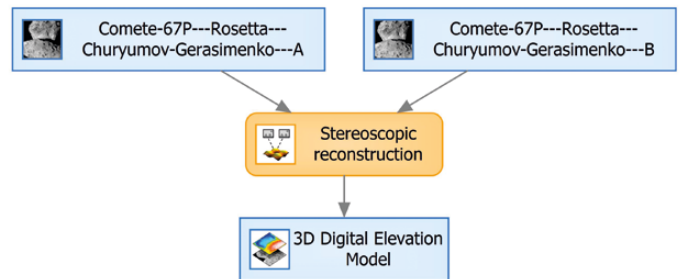 Comete-67P---Rosetta---
Churyumov-Gerasimenko---A
Comete-67P---Rosetta---
Churyumov-Gerasimenko---B
Stereoscopic
reconstruction
3D Digital Elevation
Model